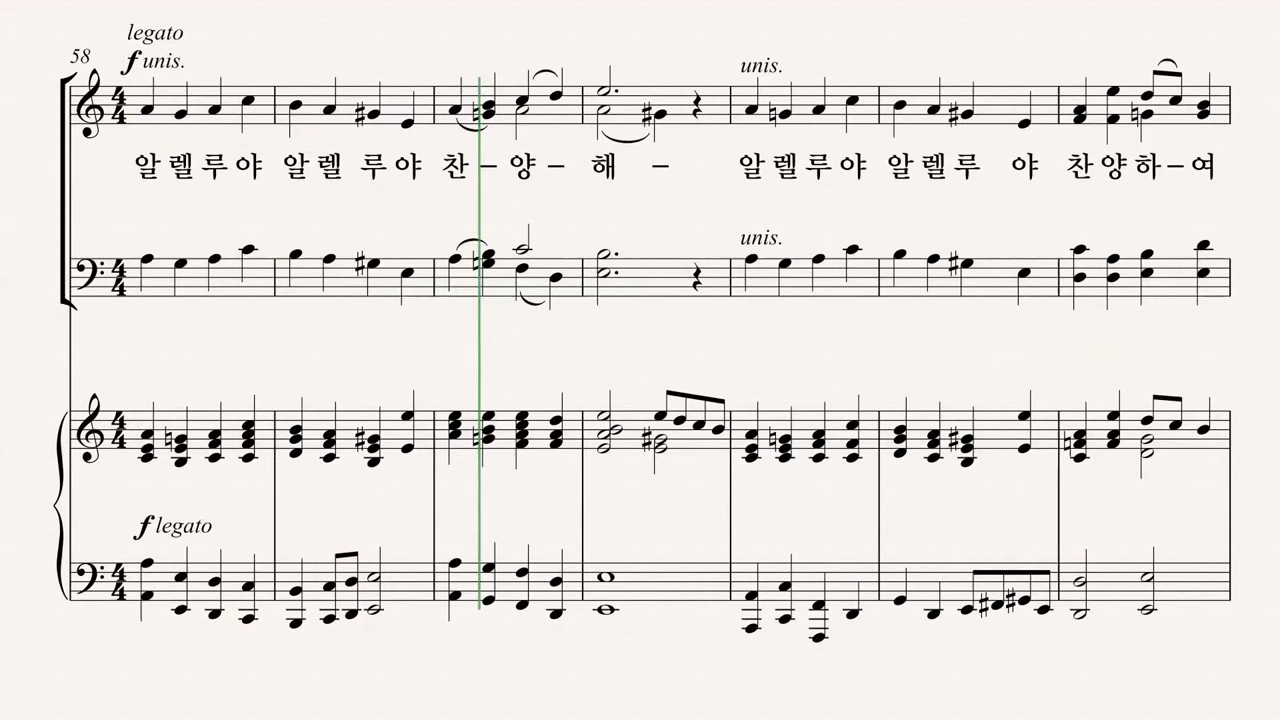 legato
58
f unis.
unis.
알렐루야 알렐 루야 찬 – 양 – 해 – 알렐루야 알렐루 야 찬양하–여
unis.
f legato